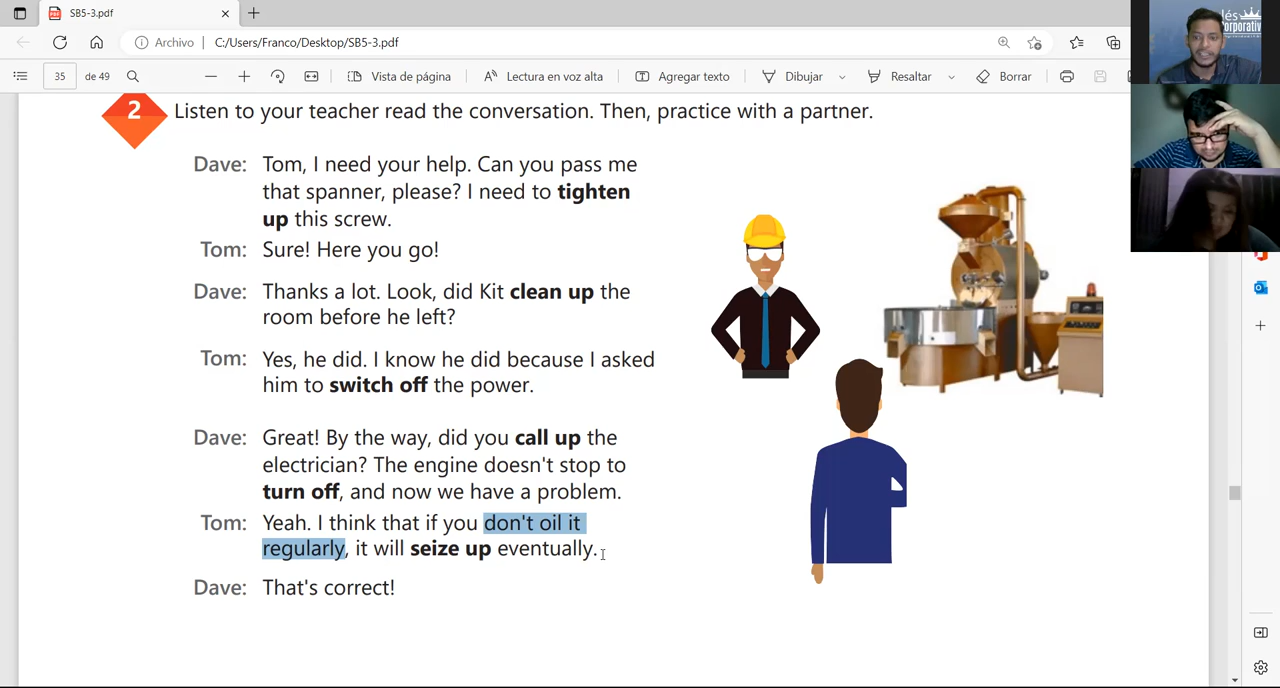 SB5-3.pdf
Archivo | C:/Users/Franco/Desktop/SB5-3.pdf
35 de 49
Vista de página
Lectura en voz alta
Agregar texto
Dibujar
Resaltar
Borrar
2 Listen to your teacher read the conversation. Then, practice with a partner.
Dave: Tom, I need your help. Can you pass me
that spanner, please? I need to tighten
up this screw.
Tom: Sure! Here you go!
Dave: Thanks a lot. Look, did Kit clean up the
room before he left?
Tom: Yes, he did. I know he did because I asked
him to switch off the power.
Dave: Great! By the way, did you call up the
electrician? The engine doesn't stop to
turn off, and now we have a problem.
Tom: Yeah. I think that if you don't oil it
regularly, it will seize up eventually.
Dave: That's correct!